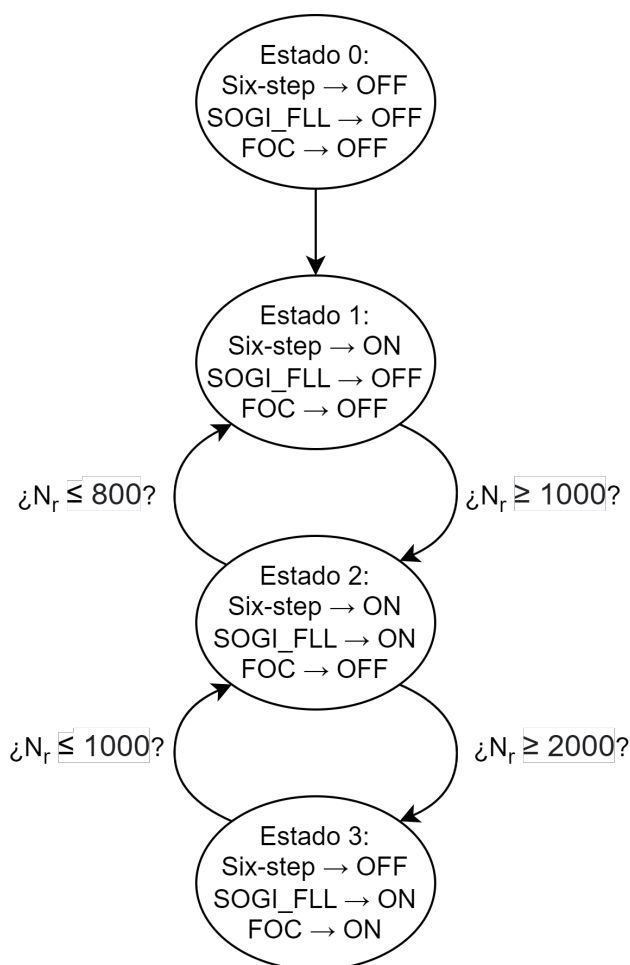 Estado 0:
Six-step → OFF
SOGI_FLL → OFF
FOC → OFF
Estado 1:
Six-step → ON
SOGI_FLL → OFF
FOC → OFF
¿Nr ≤ 800?
¿Nr ≥ 1000?
Estado 2:
Six-step → ON
SOGI_FLL → ON
FOC → OFF
¿Nr ≤ 1000?
¿Nr ≥ 2000?
Estado 3:
Six-step → OFF
SOGI_FLL → ON
FOC → ON